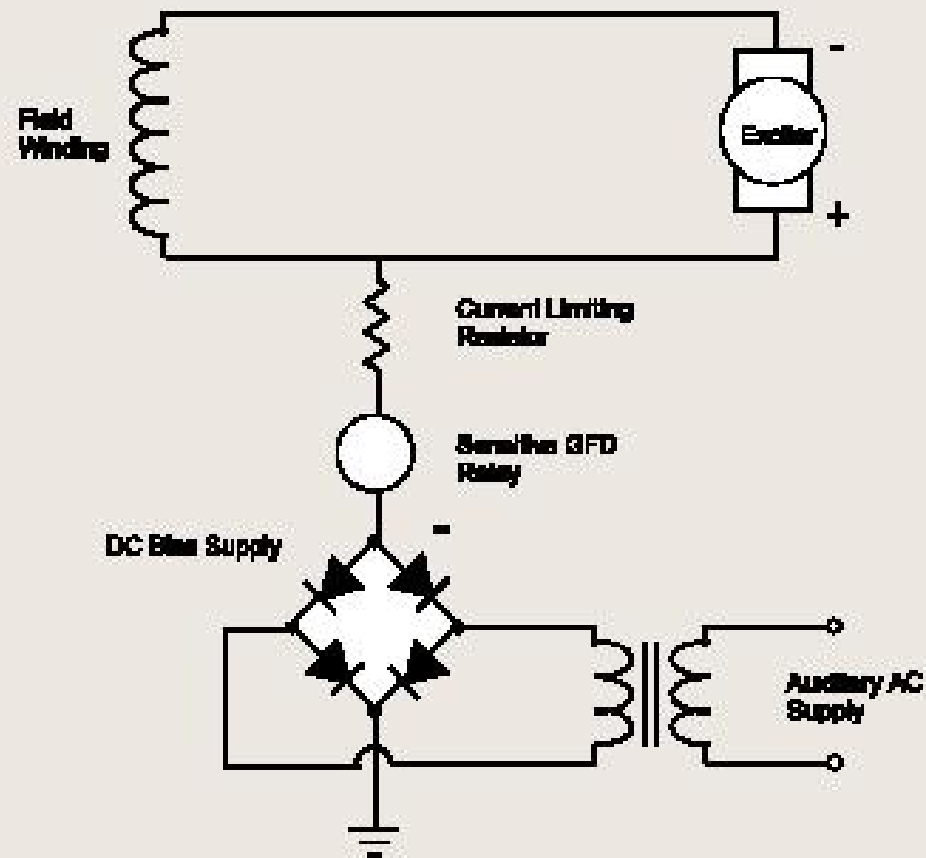 -
Field
Winding
Exciter
+
Current Limiting
Resistor
Sensitive GFD
Relay
-
DC Bias Supply
Auxiliary AC
Supply